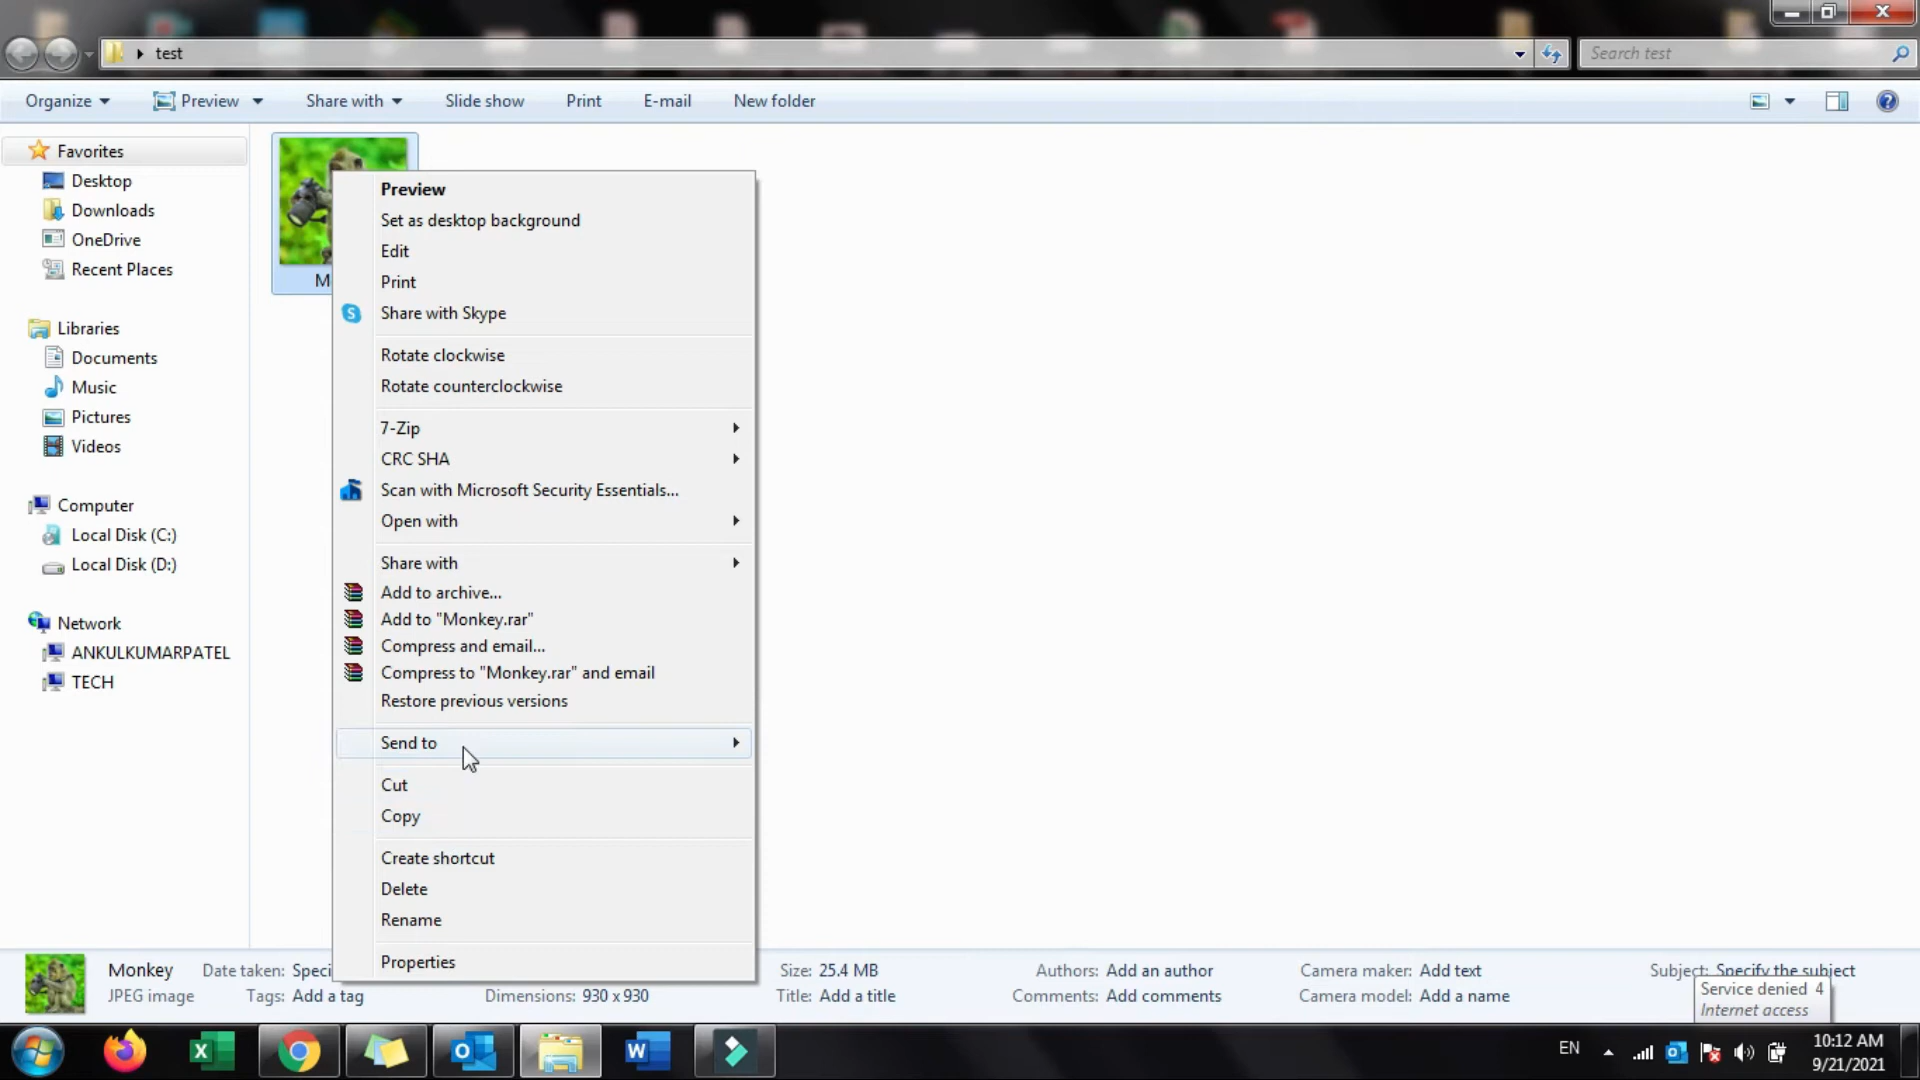 test
Search test
Organize Preview Share with Slide show Print E-mail New folder
Favorites
Desktop
Downloads
OneDrive
Recent Places
Libraries
Documents
Music
Pictures
Videos
Computer
Local Disk (C:)
Local Disk (D:)
Network
ANKULKUMARPATEL
TECH
Preview
Set as desktop background
Edit
Print
Share with Skype
Rotate clockwise
Rotate counterclockwise
7-Zip
CRC SHA
Scan with Microsoft Security Essentials...
Open with
Share with
Add to archive...
Add to "Monkey.rar"
Compress and email...
Compress to "Monkey.rar" and email
Restore previous versions
Send to
Cut
Copy
Create shortcut
Delete
Rename
Properties
Monkey Date taken: Speci Size: 25.4 MB Authors: Add an author Camera maker: Add text Subject: Specify the subject
JPEG image Tags: Add a tag Dimensions: 930 x 930 Title: Add a title Comments: Add comments Camera model: Add a name
Service denied 4
Internet access
EN
10:12 AM
9/21/2021